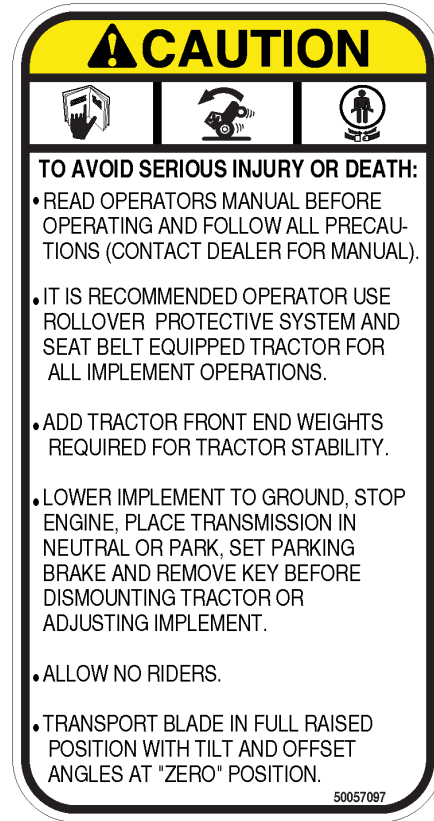 CAUTION
TO AVOID SERIOUS INJURY OR DEATH:
• READ OPERATORS MANUAL BEFORE
OPERATING AND FOLLOW ALL PRECAU-
TIONS (CONTACT DEALER FOR MANUAL).
• IT IS RECOMMENDED OPERATOR USE
ROLLOVER PROTECTIVE SYSTEM AND
SEAT BELT EQUIPPED TRACTOR FOR
ALL IMPLEMENT OPERATIONS.
• ADD TRACTOR FRONT END WEIGHTS
REQUIRED FOR TRACTOR STABILITY.
• LOWER IMPLEMENT TO GROUND, STOP
ENGINE, PLACE TRANSMISSION IN
NEUTRAL OR PARK, SET PARKING
BRAKE AND REMOVE KEY BEFORE
DISMOUNTING TRACTOR OR
ADJUSTING IMPLEMENT.
• ALLOW NO RIDERS.
• TRANSPORT BLADE IN FULL RAISED
POSITION WITH TILT AND OFFSET
ANGLES AT "ZERO" POSITION.
50057097